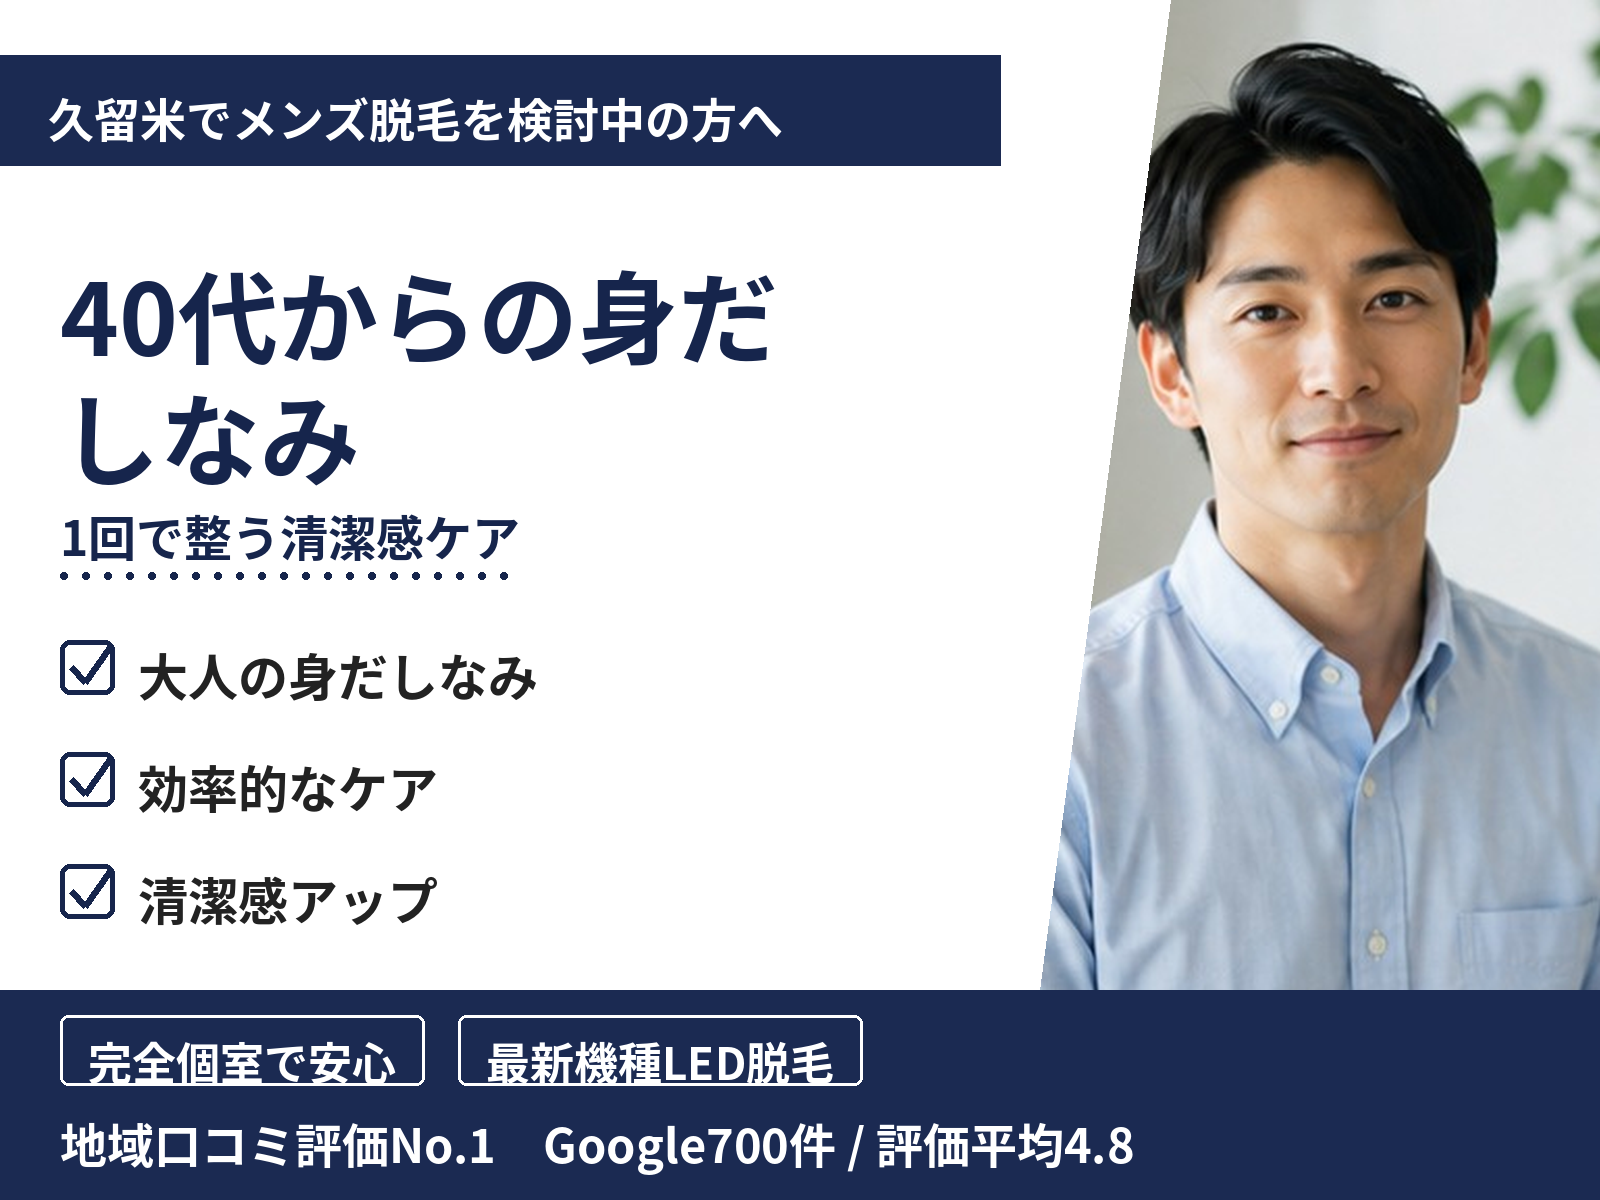 久留米でメンズ脱毛を検討中の方へ
40代からの身だ
しなみ
1回で整う清潔感ケア
大人の身だしなみ
効率的なケア
清潔感アップ
完全個室で安心
最新機種LED脱毛
地域口コミ評価No.1　Google700件 / 評価平均4.8